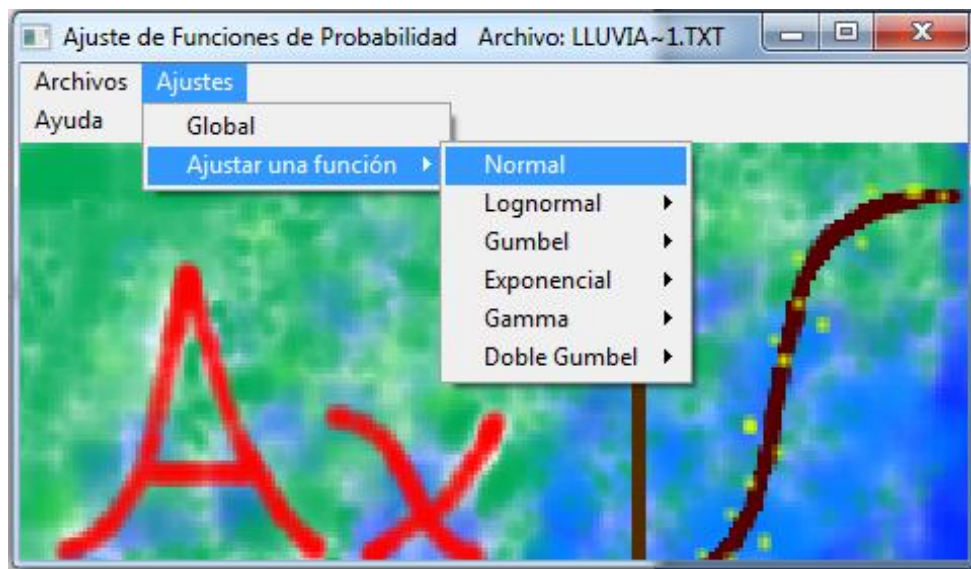 Ajuste de Funciones de Probabilidad Archivo: LLUVIA~1.TXT
Archivos Ajustes
Ayuda
Global
Ajustar una función
Normal
Lognormal
Gumbel
Exponencial
Gamma
Doble Gumbel
Ax